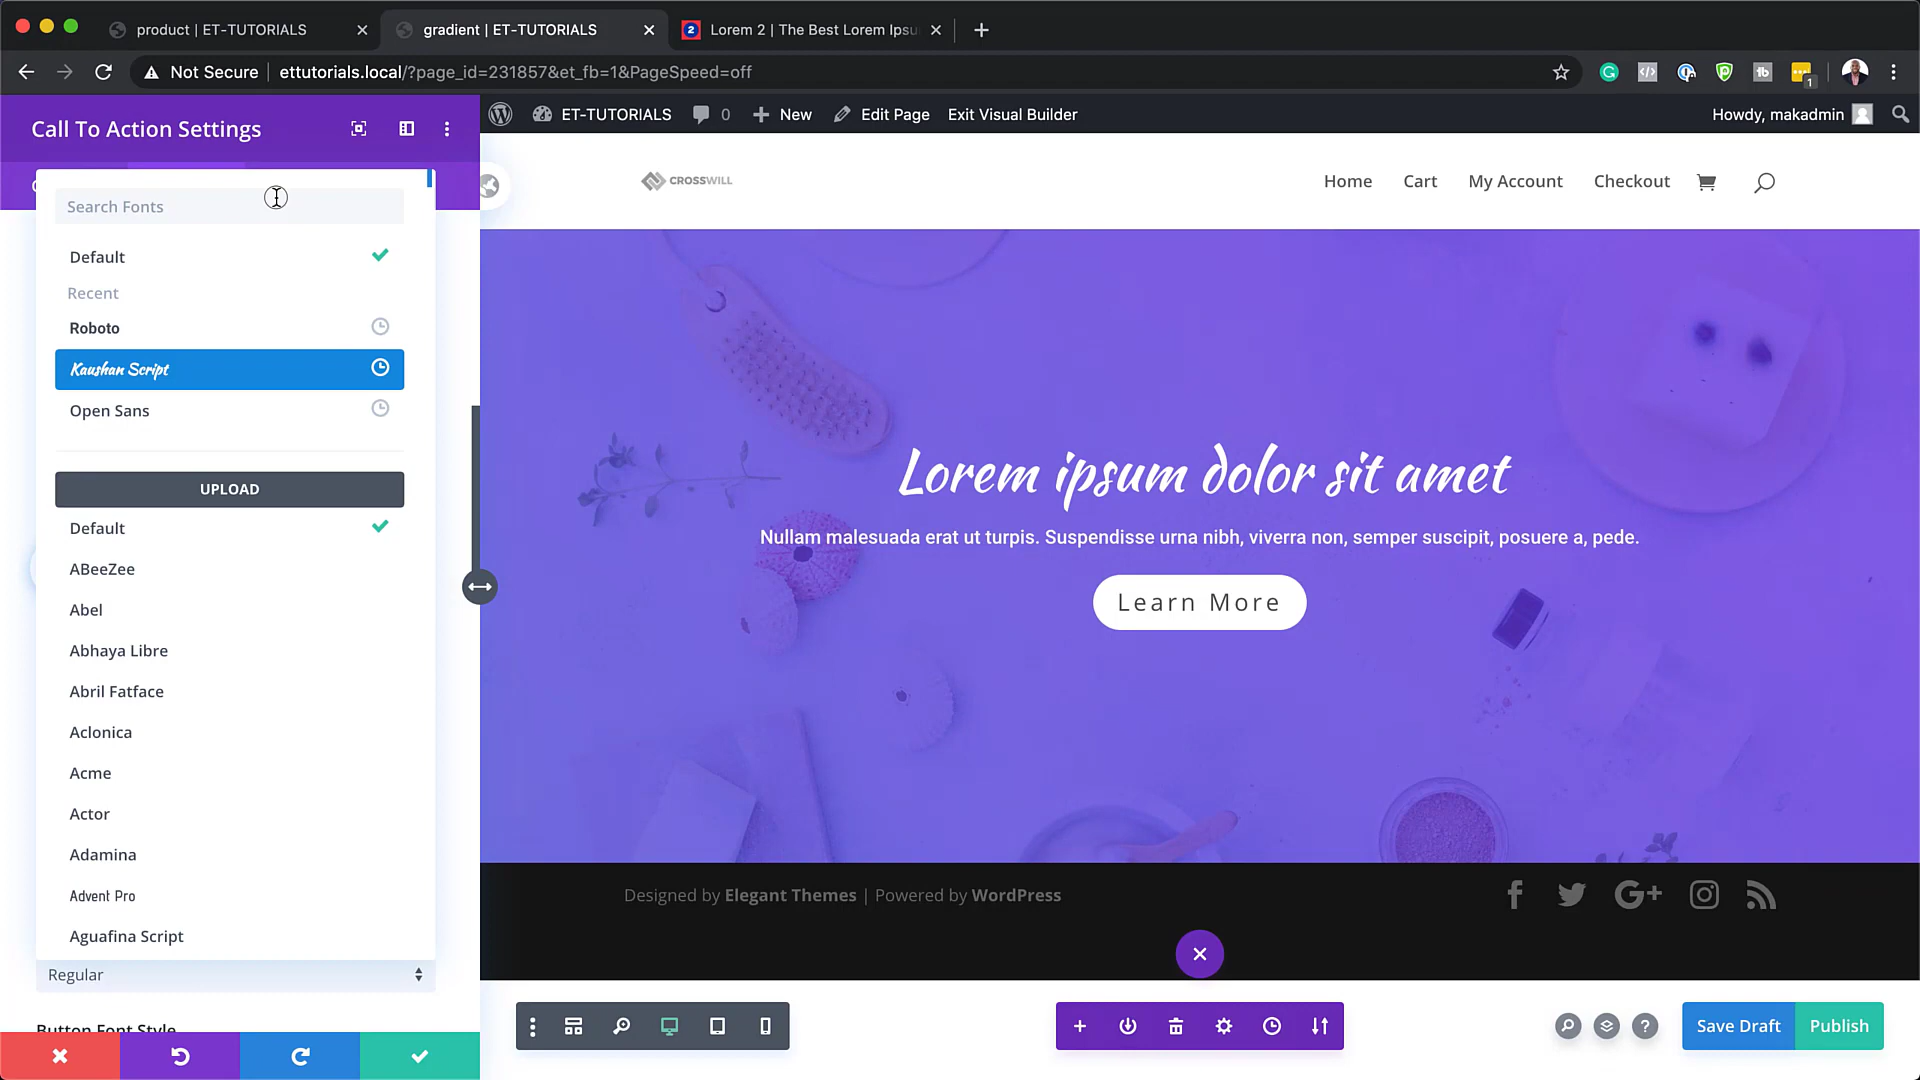 product | ET-TUTORIALS
gradient | ET-TUTORIALS
2 Lorem 2 | The Best Lorem Ipsu
Not Secure
ettutorials.local/?page_id=231857&et_fb=1&PageSpeed=off
1
Call To Action Settings
ET-TUTORIALS
0
New
Edit Page
Exit Visual Builder
Howdy, makadmin
CROSSWILL
Home
Cart
My Account
Checkout
Search Fonts
Default
Recent
Roboto
Kaushan Script
Open Sans
UPLOAD
Default
ABeeZee
Abel
Abhaya Libre
Abril Fatface
Aclonica
Acme
Actor
Adamina
Advent Pro
Aguafina Script
Regular
Lorem ipsum dolor sit amet
Nullam malesuada erat ut turpis. Suspendisse urna nibh, viverra non, semper suscipit, posuere a, pede.
Learn More
Designed by Elegant Themes | Powered by WordPress
Save Draft
Publish